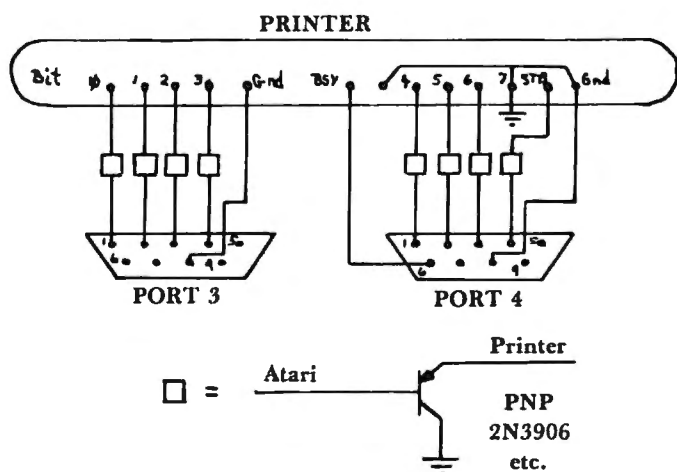 PRINTER
Bit 0 1 2 3 Gnd BSY 4 5 6 7 STB Gnd
1 5 1 5
6 9 6 9
PORT 3 PORT 4
Atari Printer
=
PNP
2N3906
etc.